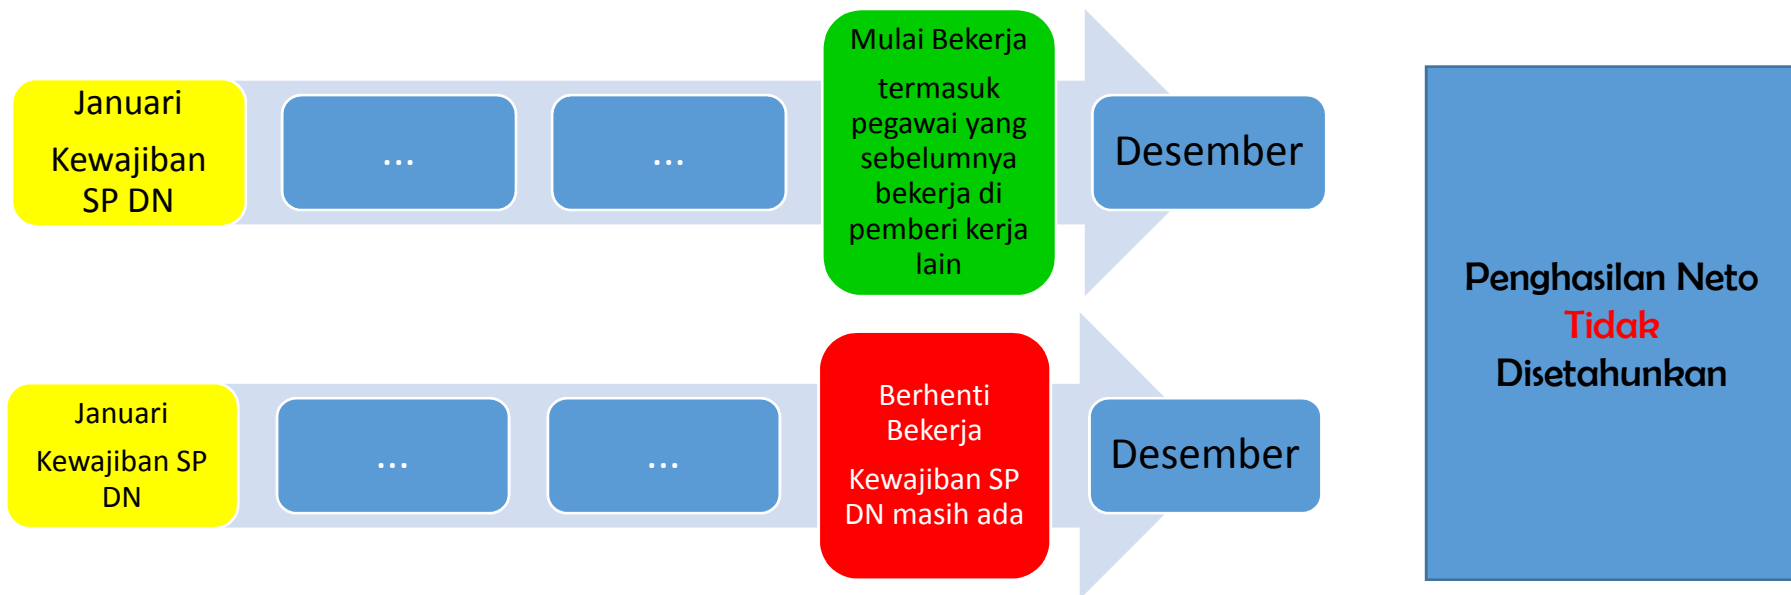 Januari
Kewajiban
SP DN
...
...
Mulai Bekerja
termasuk
pegawai yang
sebelumnya
bekerja di
pemberi kerja
lain
Desember
Januari
Kewajiban SP
DN
...
...
Berhenti
Bekerja
Kewajiban SP
DN masih ada
Desember
Penghasilan Neto
Tidak
Disetahunkan